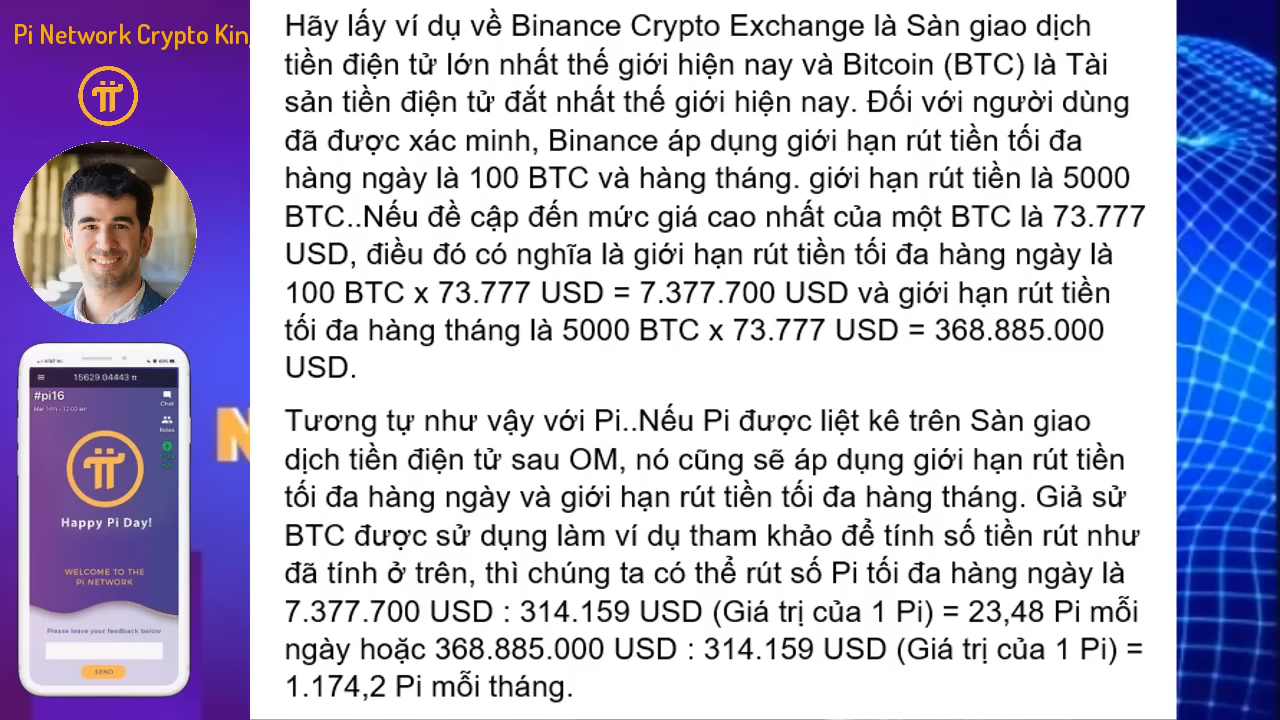 Pi Network Crypto Kin
Hãy lấy ví dụ về Binance Crypto Exchange là Sàn giao dịch
tiền điện tử lớn nhất thế giới hiện nay và Bitcoin (BTC) là Tài
sản tiền điện tử đắt nhất thế giới hiện nay. Đối với người dùng
đã được xác minh, Binance áp dụng giới hạn rút tiền tối đa
hàng ngày là 100 BTC và hàng tháng. giới hạn rút tiền là 5000
BTC..Nếu đề cập đến mức giá cao nhất của một BTC là 73.777
USD, điều đó có nghĩa là giới hạn rút tiền tối đa hàng ngày là
100 BTC x 73.777 USD = 7.377.700 USD và giới hạn rút tiền
tối đa hàng tháng là 5000 BTC x 73.777 USD = 368.885.000
USD.
Tương tự như vậy với Pi..Nếu Pi được liệt kê trên Sàn giao
dịch tiền điện tử sau OM, nó cũng sẽ áp dụng giới hạn rút tiền
tối đa hàng ngày và giới hạn rút tiền tối đa hàng tháng. Giả sử
BTC được sử dụng làm ví dụ tham khảo để tính số tiền rút như
đã tính ở trên, thì chúng ta có thể rút số Pi tối đa hàng ngày là
7.377.700 USD : 314.159 USD (Giá trị của 1 Pi) = 23,48 Pi mỗi
ngày hoặc 368.885.000 USD : 314.159 USD (Giá trị của 1 Pi) =
1.174,2 Pi mỗi tháng.
15629.04443 π
#pi16
Mar 14th - 12:00 am
Chat
Roles
Happy Pi Day!
WELCOME TO THE
Pi NETWORK
Please leave your feedback below
SEND
N